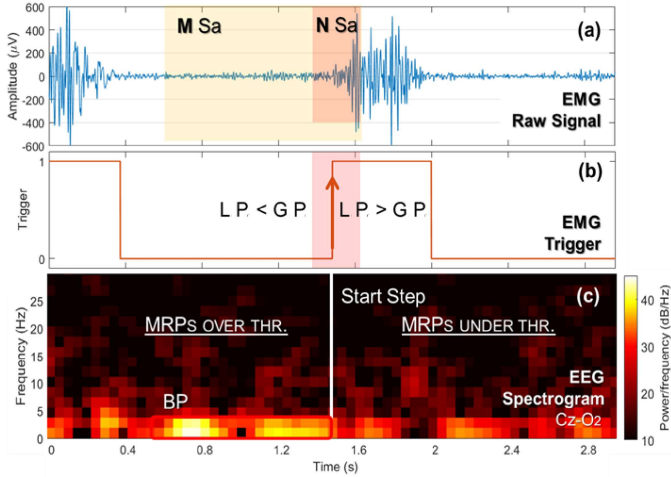 600
400
200
0
-200
-400
-600
Amplitude (µV)
M Sa
N Sa
(a)
EMG
Raw Signal
1
0
Trigger
L P. < G P.
L P. > G P.
(b)
EMG
Trigger
25
20
15
10
5
0
Frequency (Hz)
MRPs OVER THR.
Start Step
MRPs UNDER THR.
(c)
BP
EEG
Spectrogram
Cz-O2
40
30
20
10
Power/frequency (dB/Hz)
0 0.4 0.8 1.2 1.6 2 2.4 2.8
Time (s)